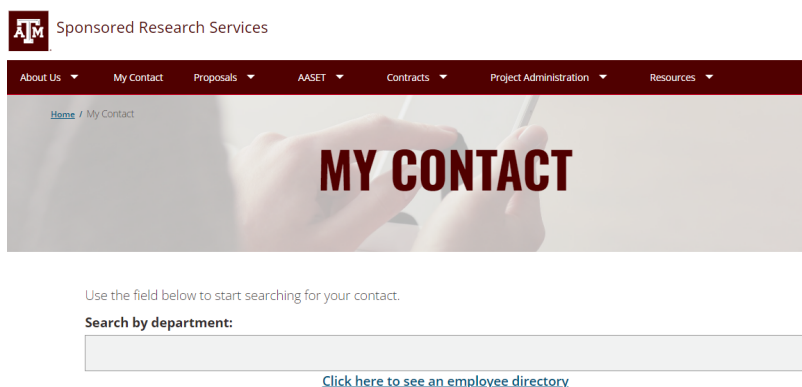 ĀM Sponsored Research Services
About Us My Contact Proposals AASET Contracts Project Administration Resources
Home / My Contact
MY CONTACT
Use the field below to start searching for your contact.
Search by department:
Click here to see an employee directory